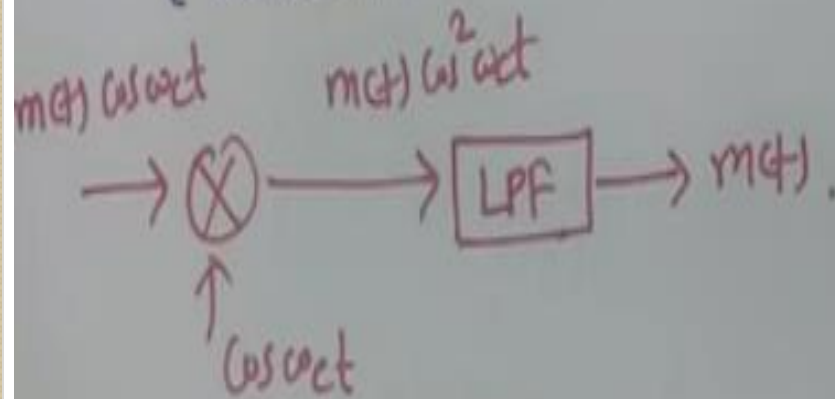 m(t) cos ωct
m(t) cos² ωct
LPF
m(t).
cos ωct